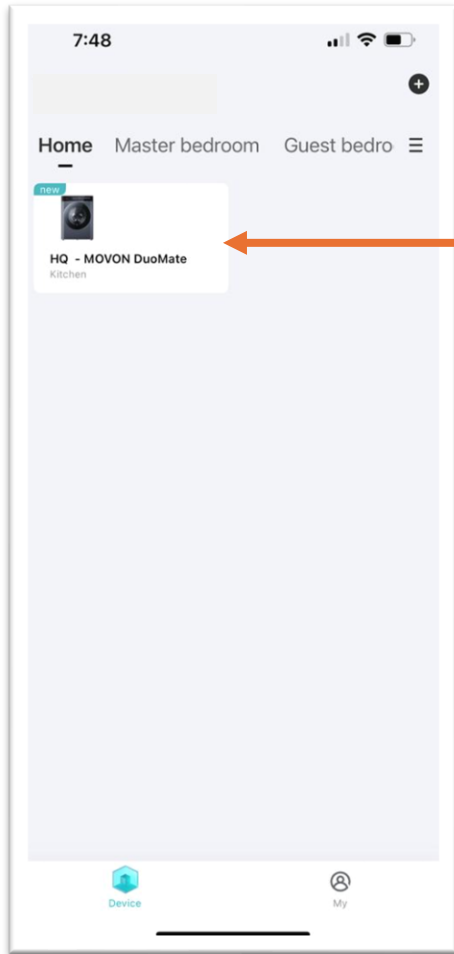 7:48
Home Master bedroom Guest bedro
new
HQ - MOVON DuoMate
Kitchen
Device My